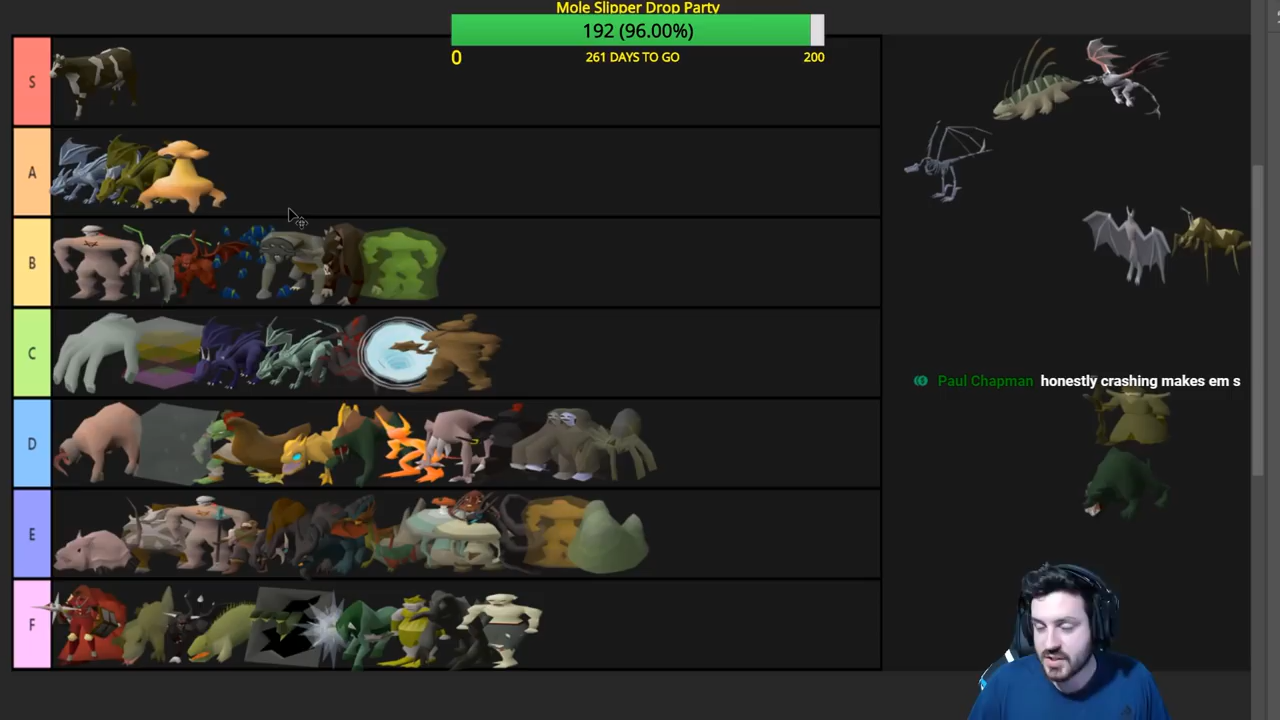 Mole Slipper Drop Party
192 (96.00%)
0 261 DAYS TO GO 200
S
A
B
C
Paul Chapman honestly crashing makes em s
D
E
F